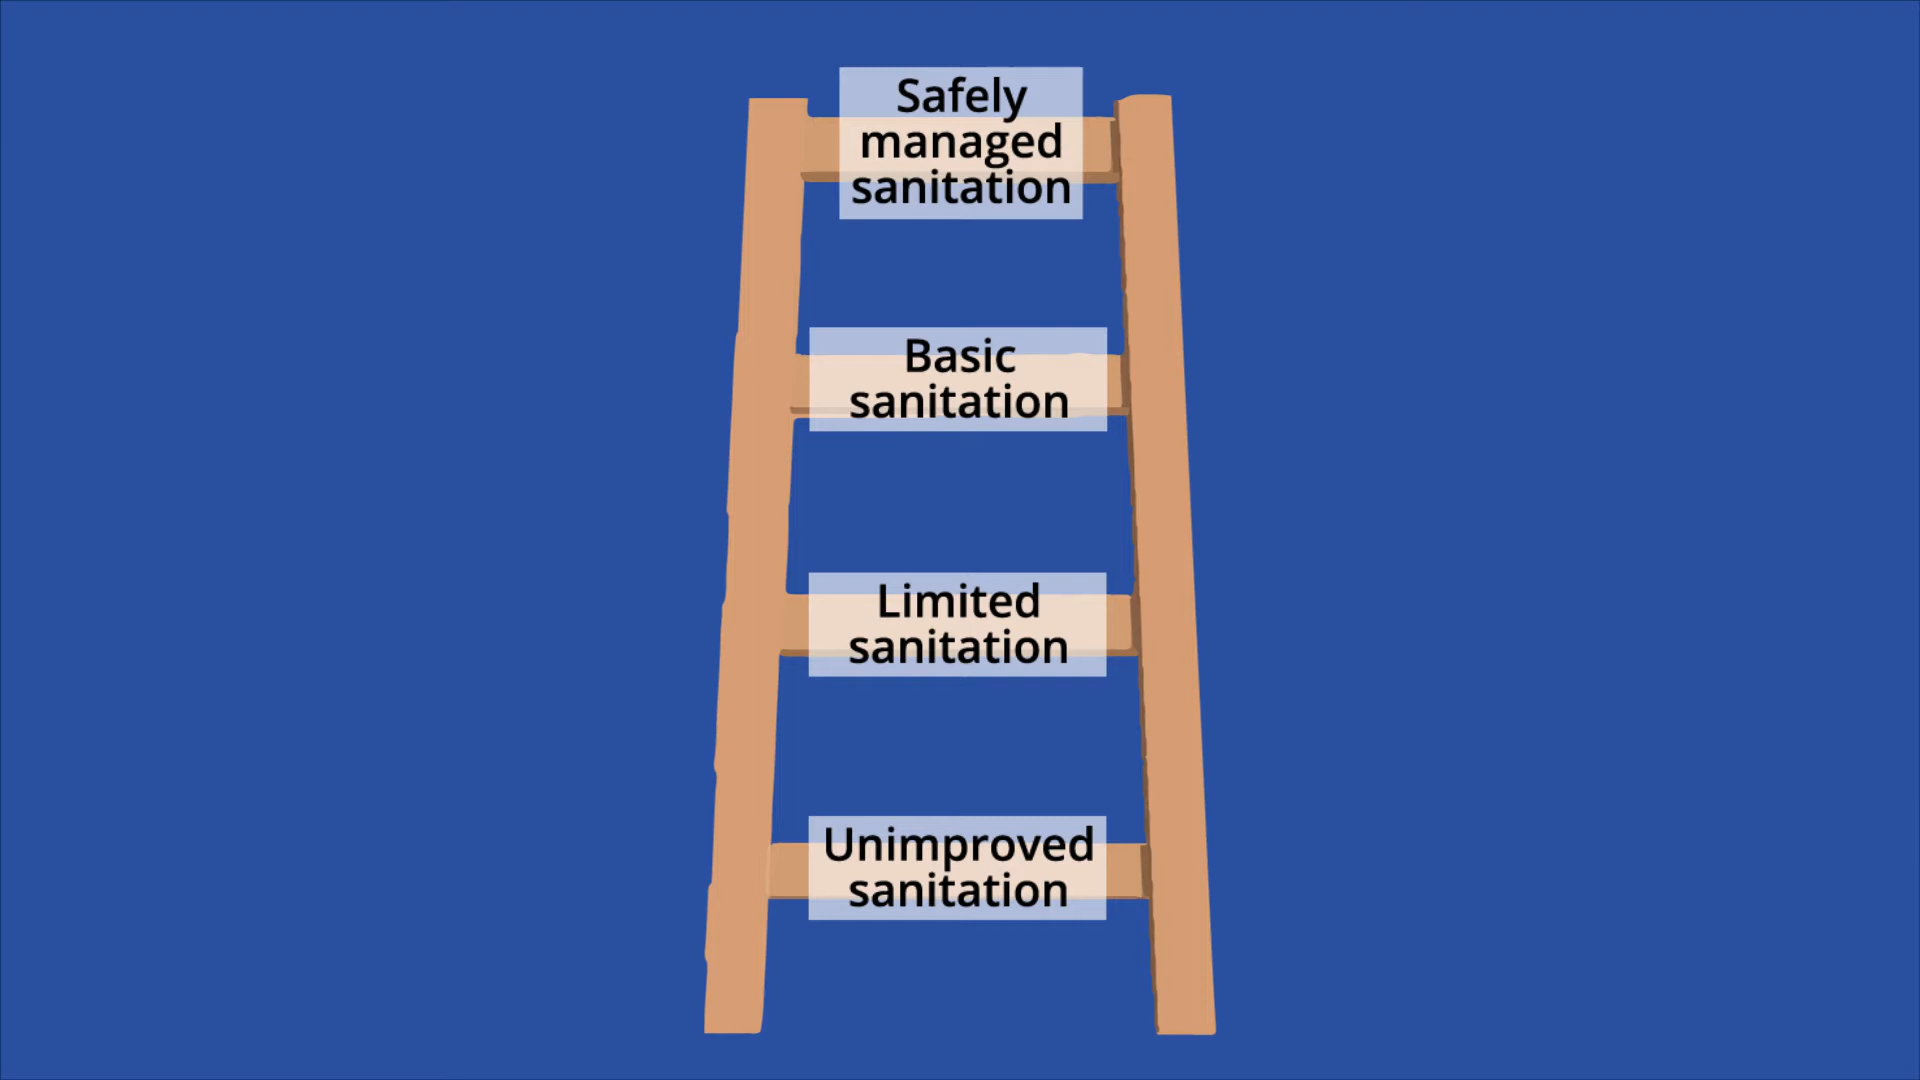 Safely
managed
sanitation
Basic
sanitation
Limited
sanitation
Unimproved
sanitation